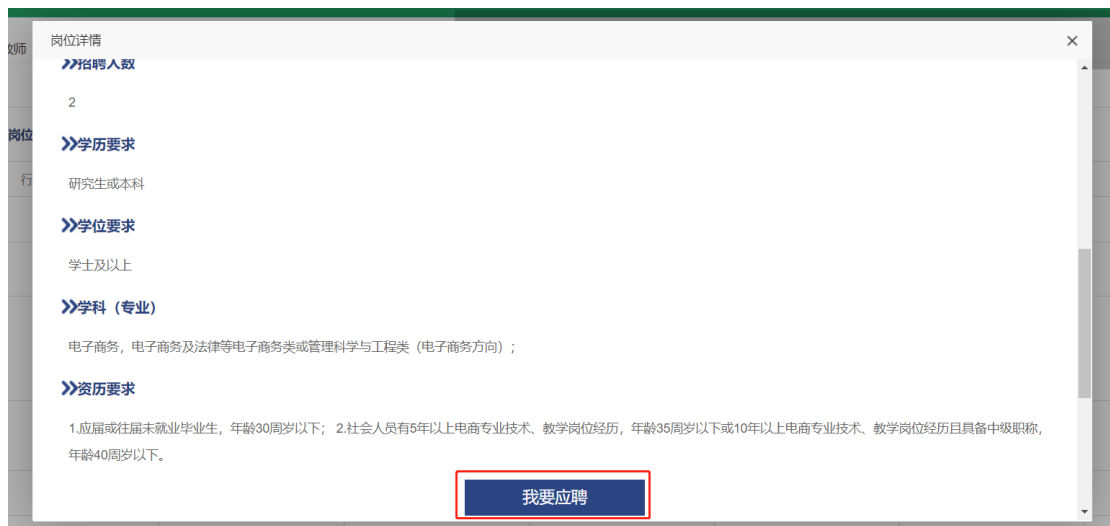 岗位详情
招聘人数
2
学历要求
研究生或本科
学位要求
学士及以上
学科（专业）
电子商务，电子商务及法律等电子商务类或管理科学与工程类（电子商务方向）;
资历要求
1.应届或往届未就业毕业生，年龄30周岁以下； 2.社会人员有5年以上电商专业技术、教学岗位经历，年龄35周岁以下或10年以上电商专业技术、教学岗位经历且具备中级职称，
年龄40周岁以下。
我要应聘
岗位
行